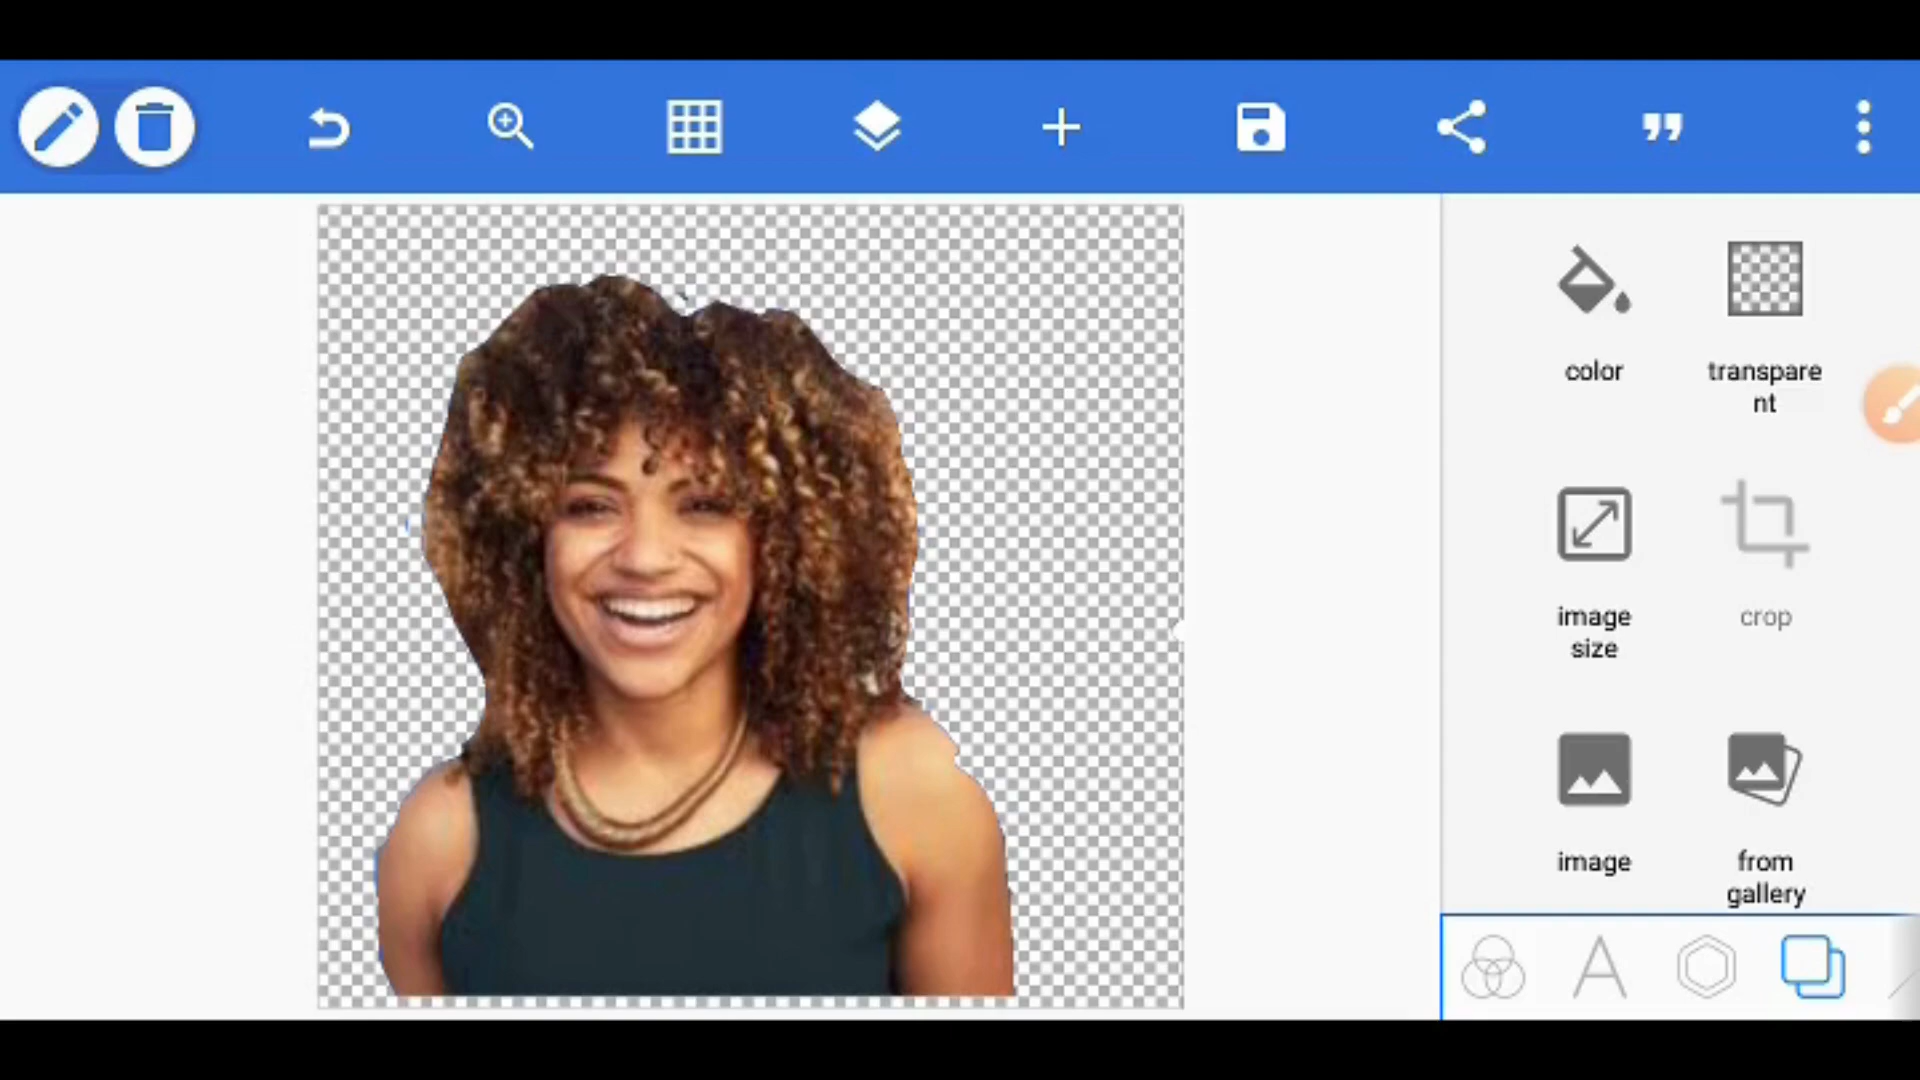 color
transpare
nt
image
size
crop
image
from
gallery